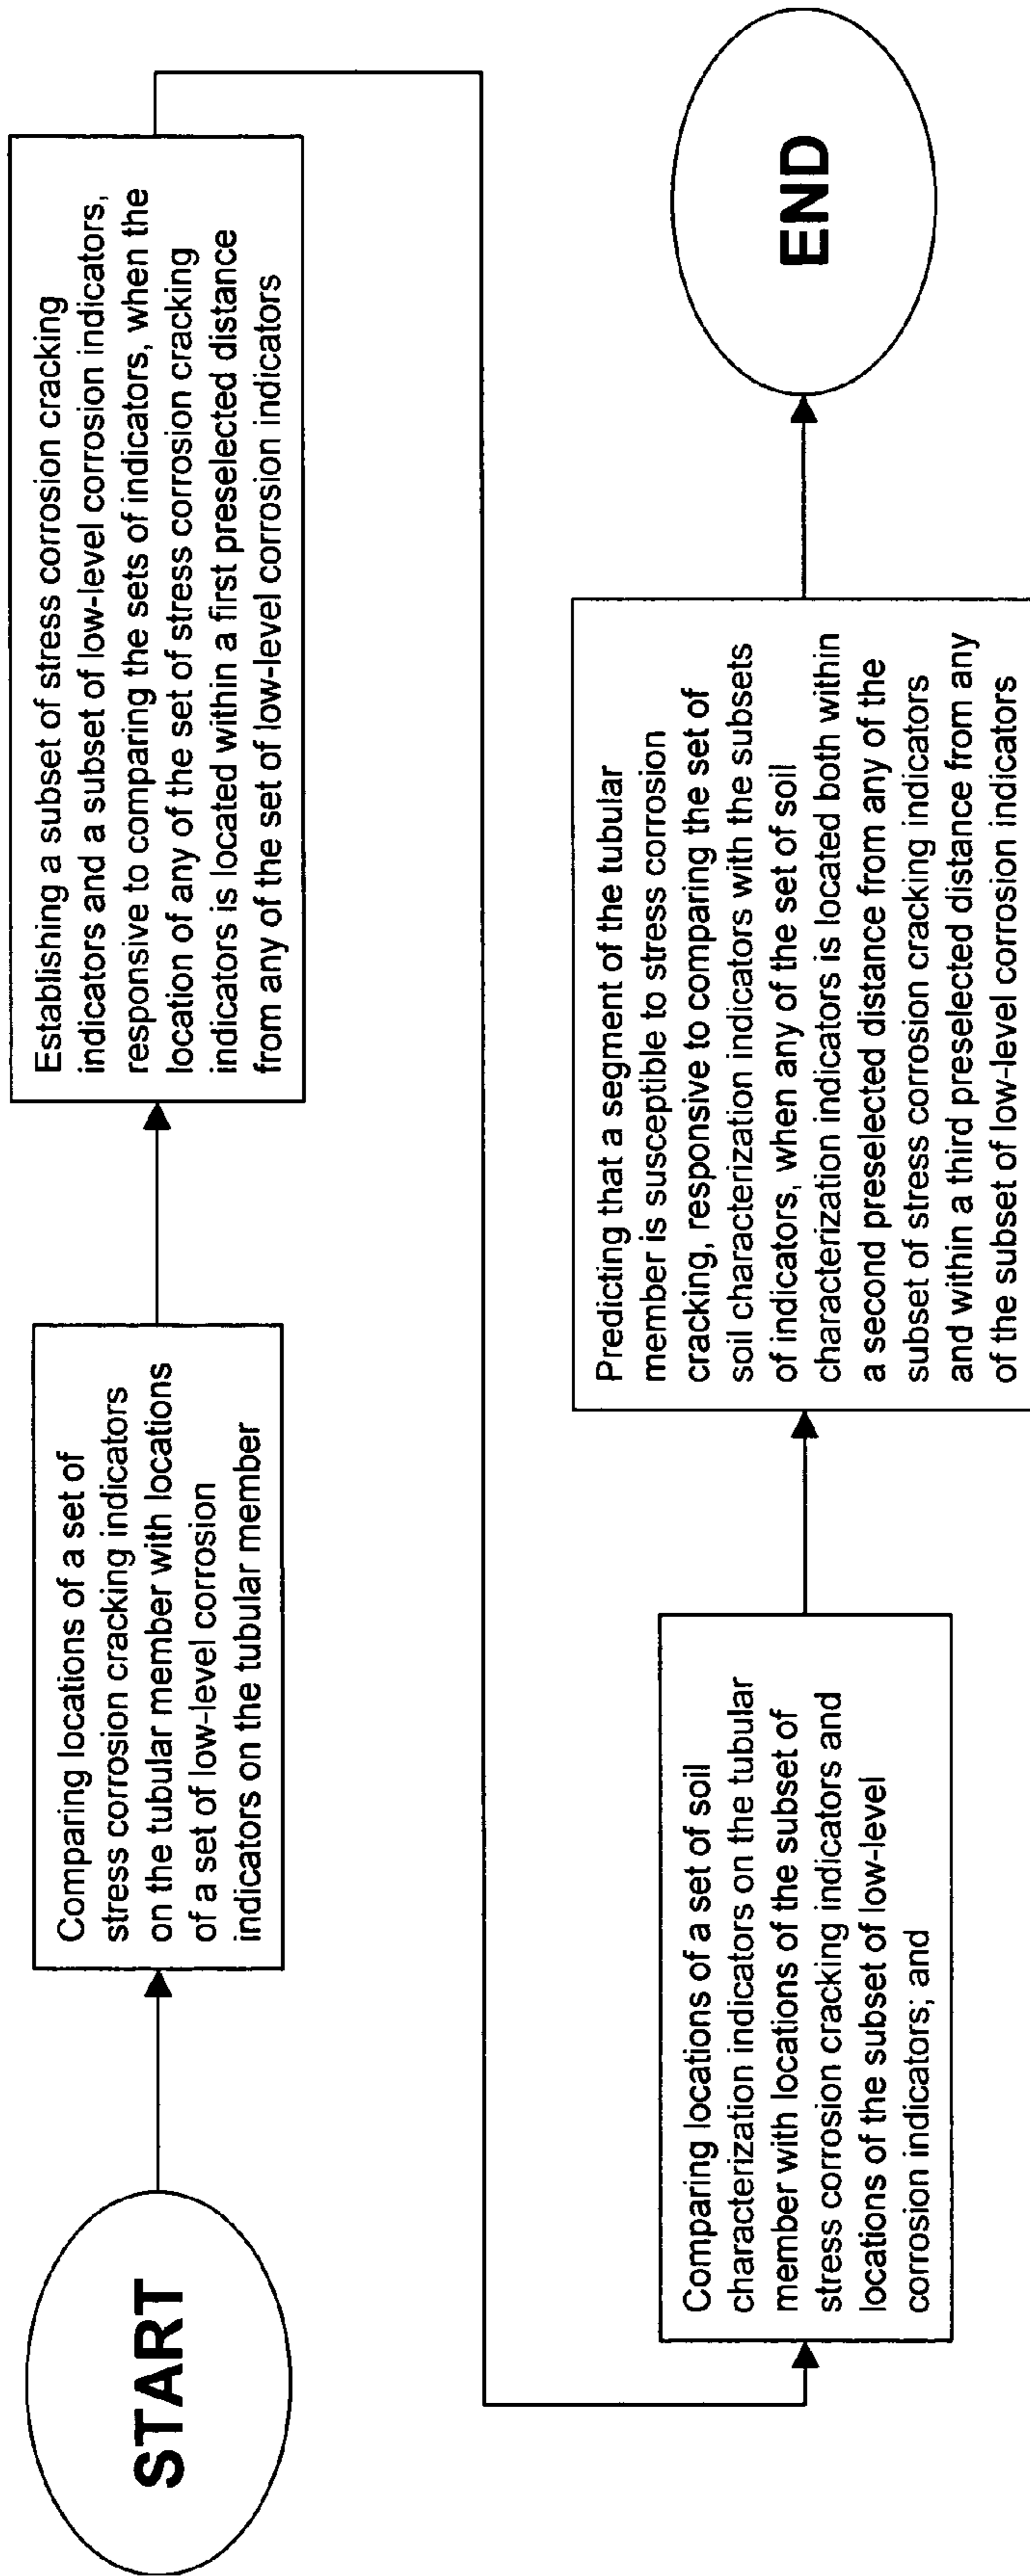 START
Comparing locations of a set of
stress corrosion cracking indicators
on the tubular member with locations
of a set of low-level corrosion
indicators on the tubular member
Establishing a subset of stress corrosion cracking
indicators and a subset of low-level corrosion indicators,
responsive to comparing the sets of indicators, when the
location of any of the set of stress corrosion cracking
indicators is located within a first preselected distance
from any of the set of low-level corrosion indicators
Comparing locations of a set of soil
characterization indicators on the tubular
member with locations of the subset of
stress corrosion cracking indicators and
locations of the subset of low-level
corrosion indicators; and
Predicting that a segment of the tubular
member is susceptible to stress corrosion
cracking, responsive to comparing the set of
soil characterization indicators with the subsets
of indicators, when any of the set of soil
characterization indicators is located both within
a second preselected distance from any of the
subset of stress corrosion cracking indicators
and within a third preselected distance from any
of the subset of low-level corrosion indicators
END